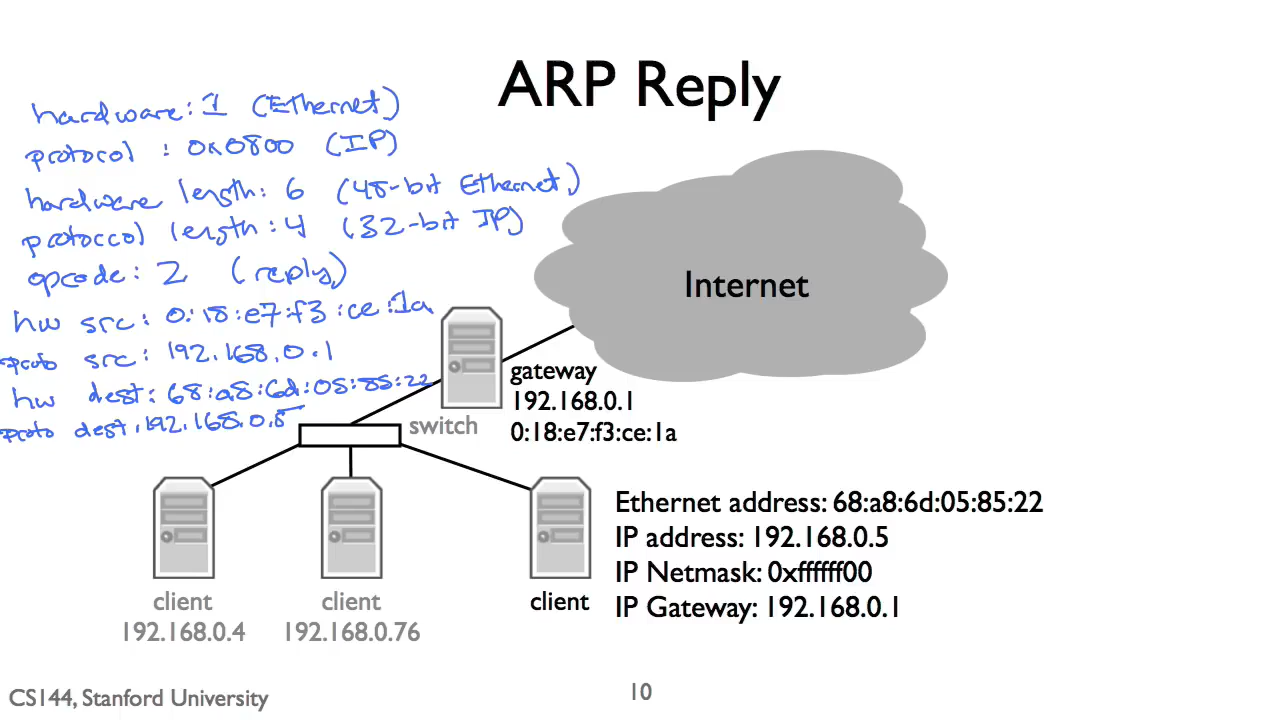 ARP Reply
hardware: 1 (Ethernet)
protocol : 0x0800 (IP)
hardware length: 6 (48-bit Ethernet)
protoccol length: 4 (32-bit IP)
opcode: 2 (reply)
hw src: 0:18:e7:f3:ce:1a
proto src: 192.168.0.1
hw dest: 68:a8:6d:05:85:22
proto dest: 192.168.0.5
Internet
gateway
192.168.0.1
0:18:e7:f3:ce:1a
switch
Ethernet address: 68:a8:6d:05:85:22
IP address: 192.168.0.5
IP Netmask: 0xffffff00
IP Gateway: 192.168.0.1
client
192.168.0.4
client
192.168.0.76
client
CS144, Stanford University
10